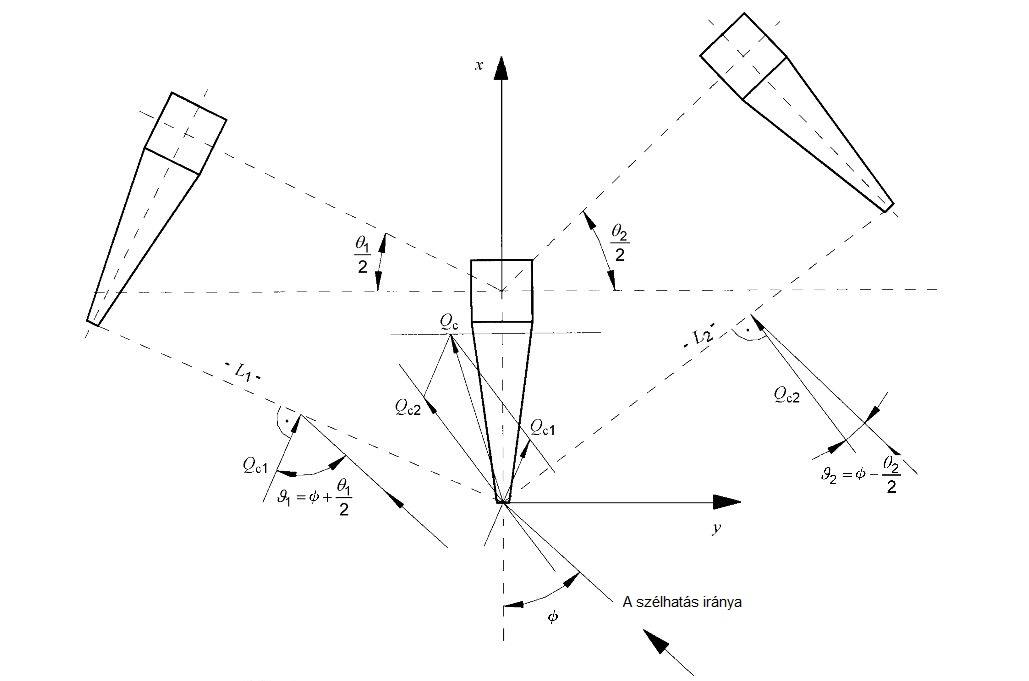 x
θ1/2
θ2/2
Qc
- L1 -
- L2 -
Qc2
Qc2
Qc1
Qc1
ϑ1 = ϕ + θ1/2
ϑ2 = ϕ − θ2/2
y
A szélhatás iránya
ϕ